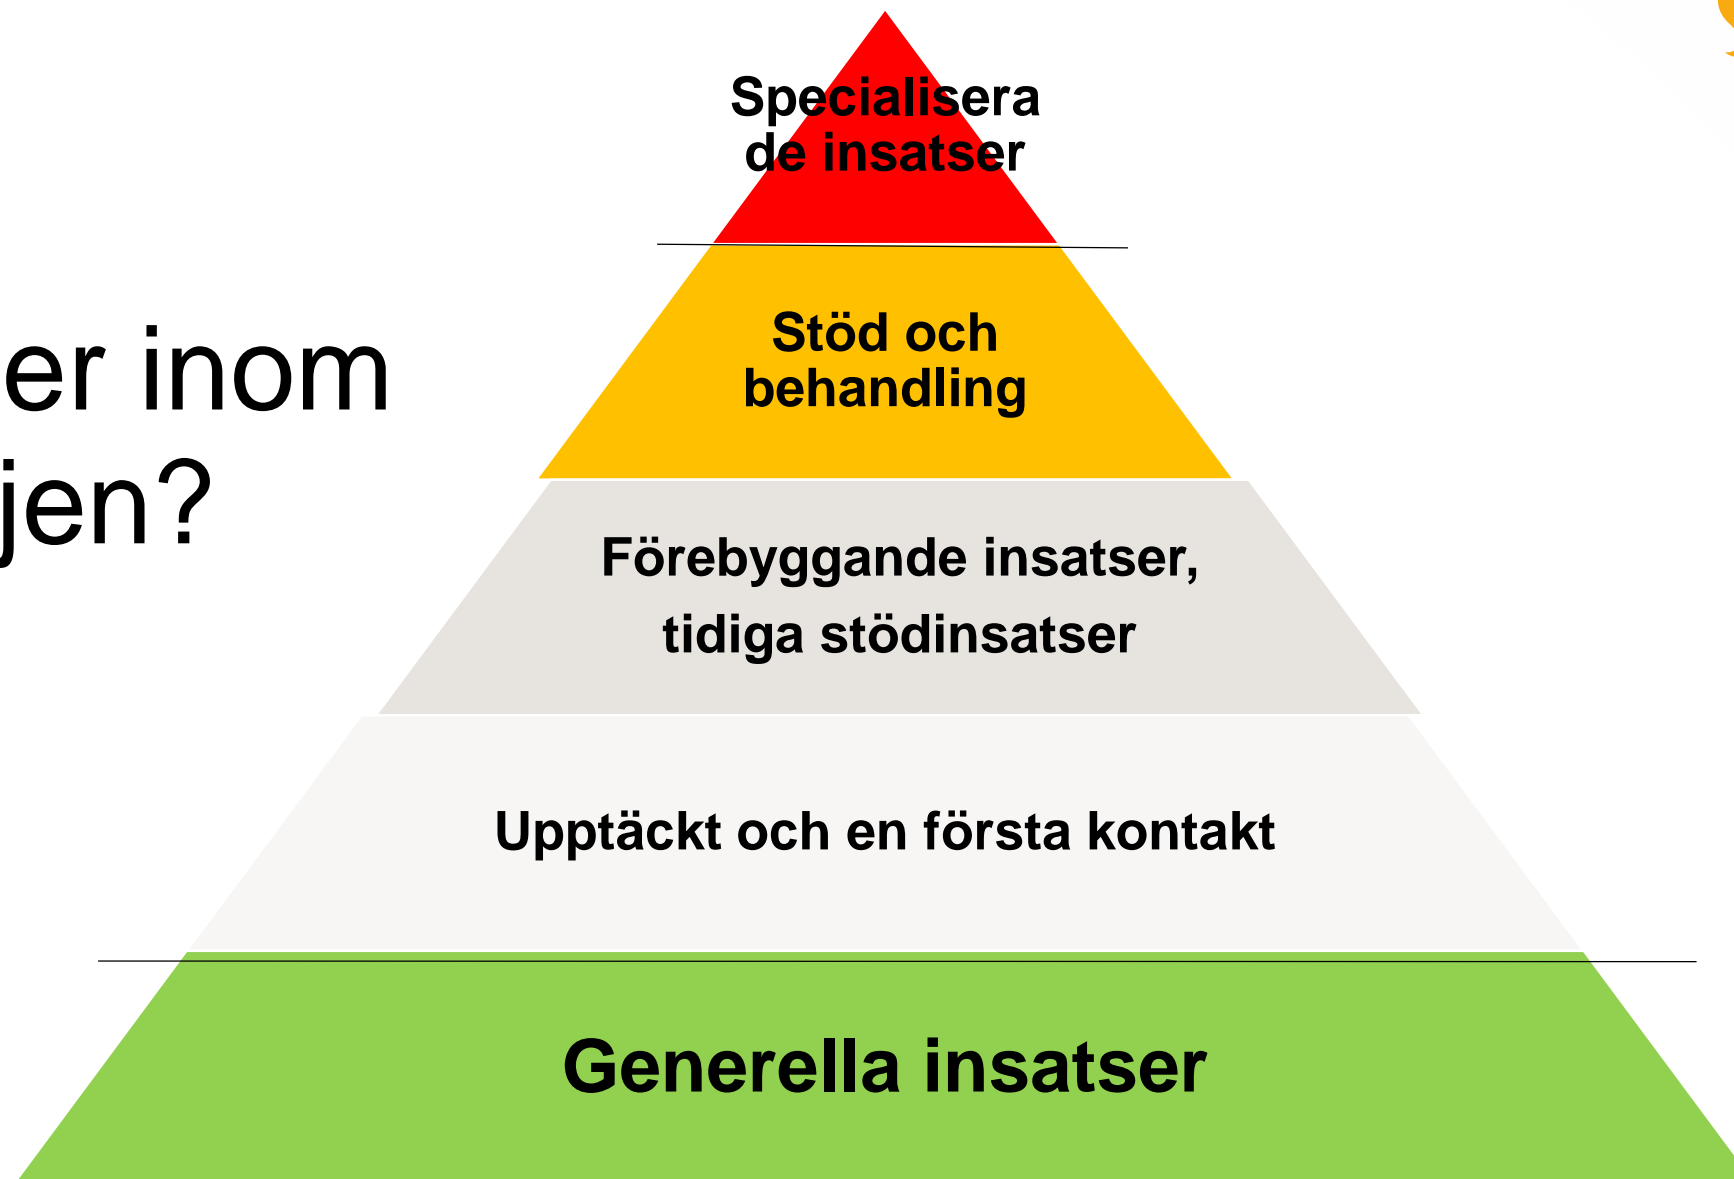 Specialisera
de insatser
er inom
jen?
Stöd och
behandling
Förebyggande insatser,
tidiga stödinsatser
Upptäckt och en första kontakt
Generella insatser